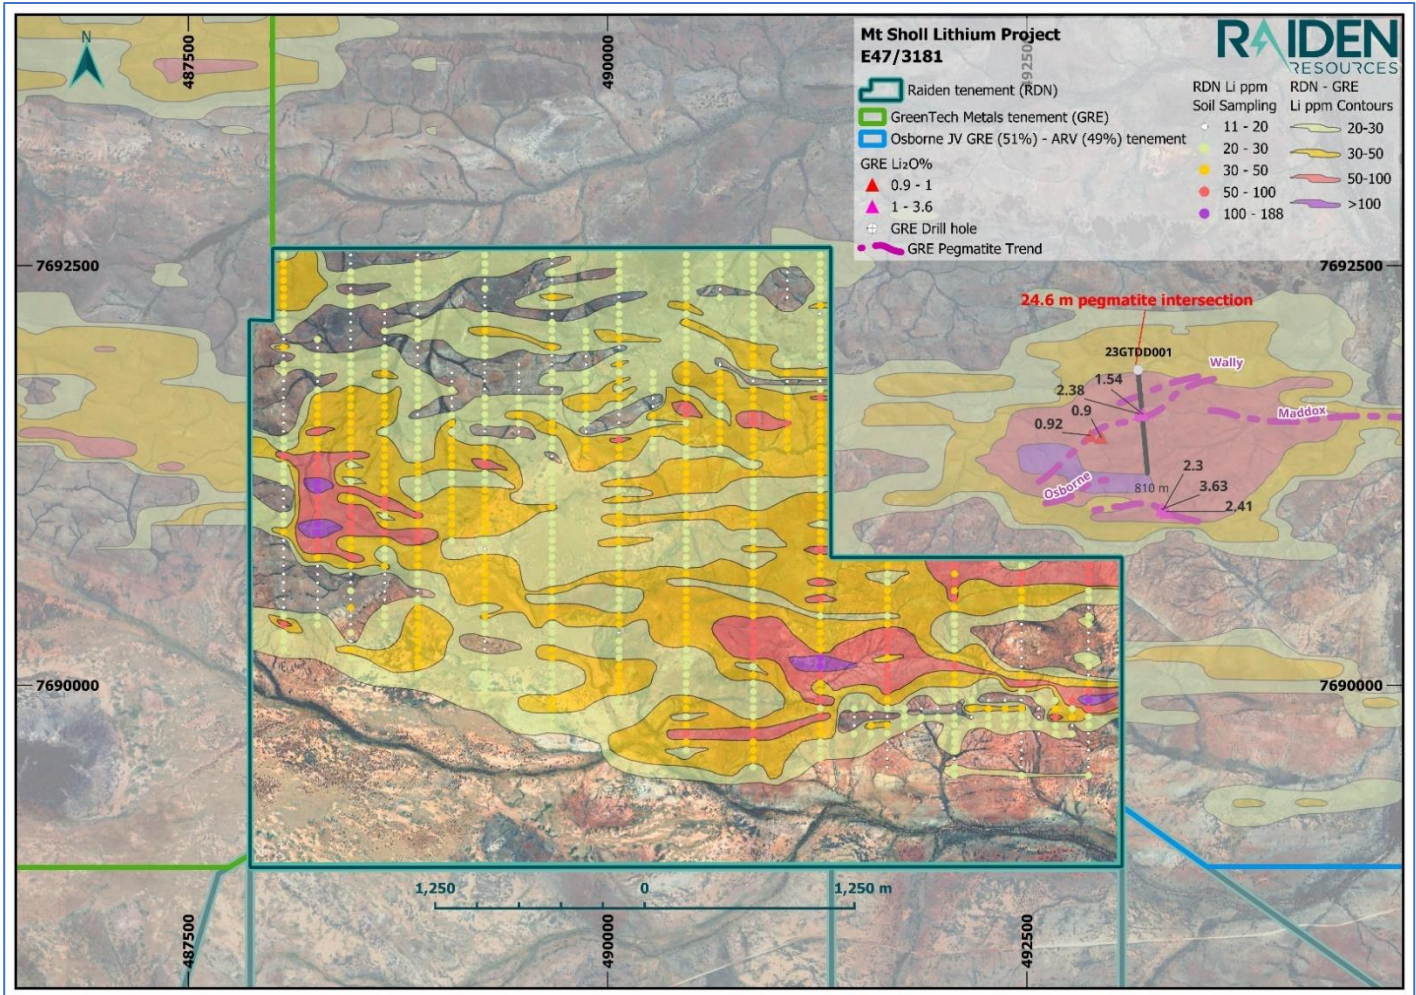 N
487500
490000
492500
Mt Sholl Lithium Project
E47/3181
RAIDEN
RESOURCES
Raiden tenement (RDN)
GreenTech Metals tenement (GRE)
Osborne JV GRE (51%) - ARV (49%) tenement
GRE Li₂O%
0.9 - 1
1 - 3.6
GRE Drill hole
GRE Pegmatite Trend
RDN Li ppm
Soil Sampling
11 - 20
20 - 30
30 - 50
50 - 100
100 - 188
RDN - GRE
Li ppm Contours
20-30
30-50
50-100
>100
7692500
7692500
24.6 m pegmatite intersection
23GTDD001
Wally
1.54
2.38
0.9
0.92
Maddox
2.3
Osborne
810 m
3.63
2.41
7690000
7690000
1,250
0
1,250 m
487500
490000
492500